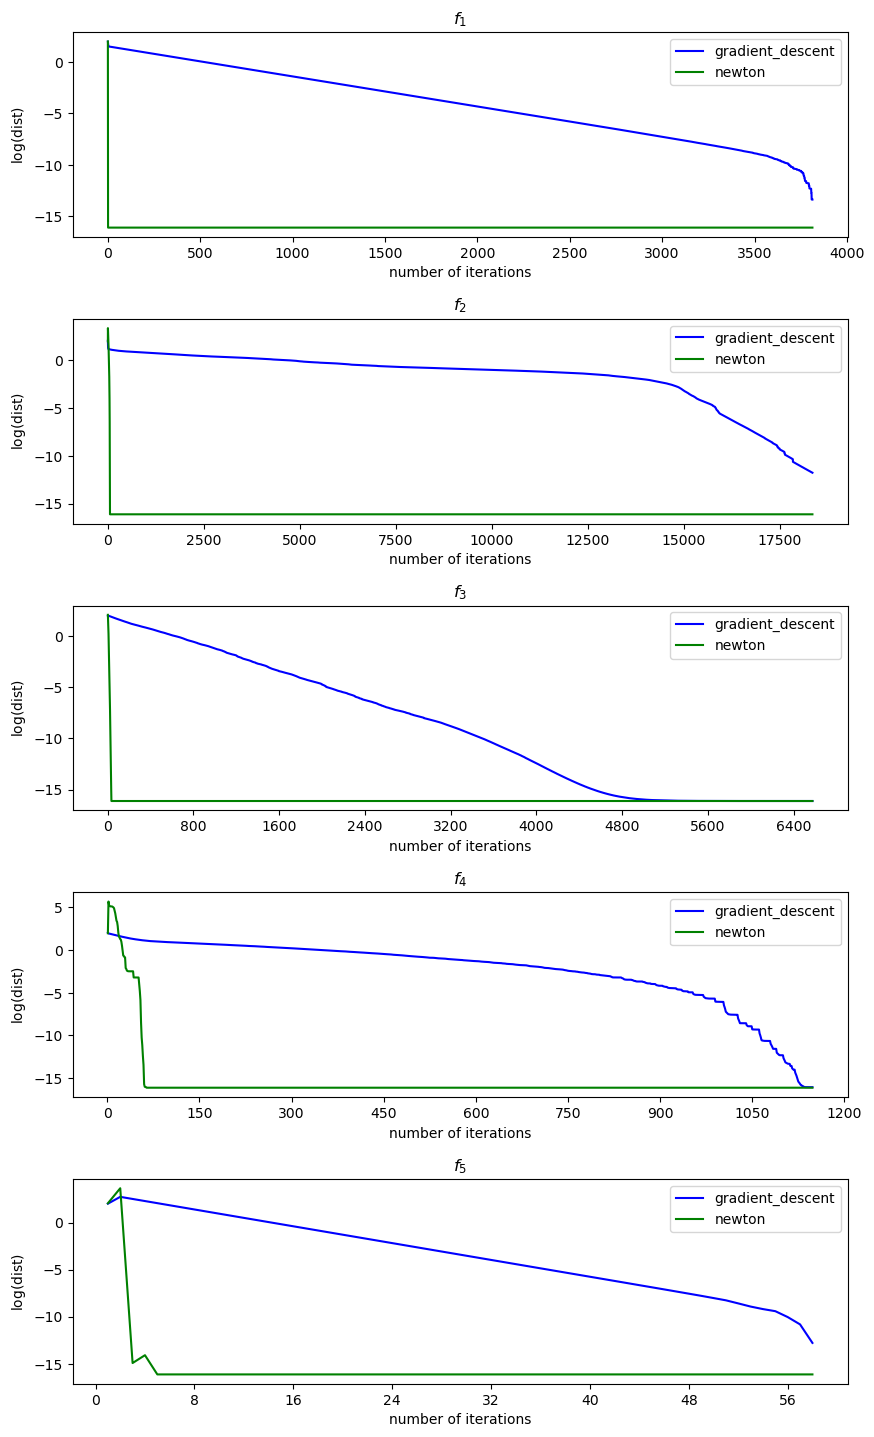 f₁
gradient_descent
newton
log(dist)
0
−5
−10
−15
0 500 1000 1500 2000 2500 3000 3500 4000
number of iterations
f₂
gradient_descent
newton
log(dist)
0
−5
−10
−15
0 2500 5000 7500 10000 12500 15000 17500
number of iterations
f₃
gradient_descent
newton
log(dist)
0
−5
−10
−15
0 800 1600 2400 3200 4000 4800 5600 6400
number of iterations
f₄
gradient_descent
newton
log(dist)
5
0
−5
−10
−15
0 150 300 450 600 750 900 1050 1200
number of iterations
f₅
gradient_descent
newton
log(dist)
0
−5
−10
−15
0 8 16 24 32 40 48 56
number of iterations